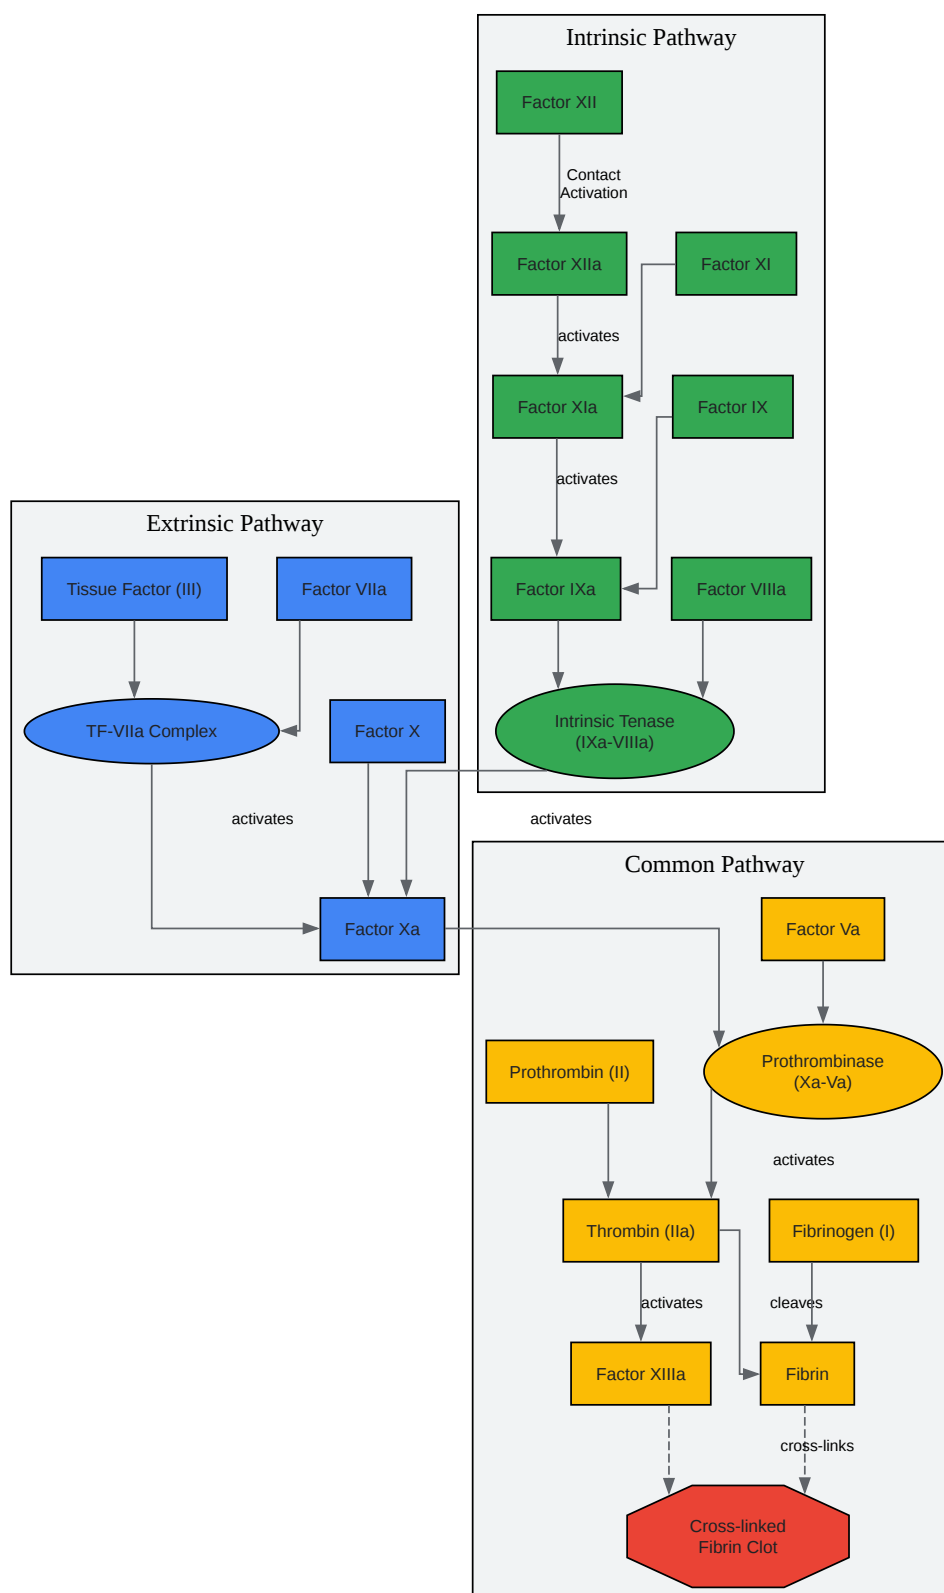 Intrinsic Pathway
Factor XII
Contact
Activation
Factor XIIa
Factor XI
activates
Factor XIa
Factor IX
activates
Extrinsic Pathway
Tissue Factor (III)
Factor VIIa
Factor IXa
Factor VIIIa
TF-VIIa Complex
Factor X
Intrinsic Tenase
(IXa-VIIIa)
activates
activates
Common Pathway
Factor Xa
Factor Va
Prothrombin (II)
Prothrombinase
(Xa-Va)
activates
Thrombin (IIa)
Fibrinogen (I)
activates
cleaves
Factor XIIIa
Fibrin
cross-links
Cross-linked
Fibrin Clot